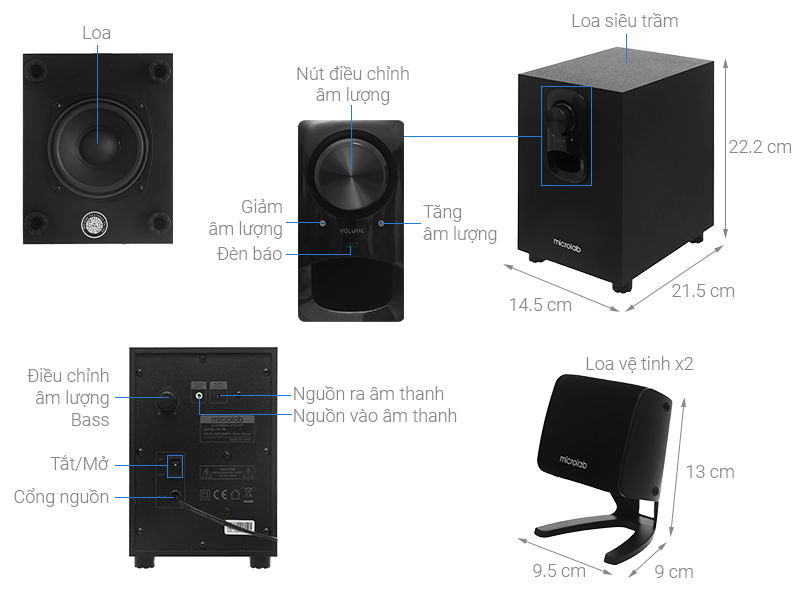 Loa
Loa siêu trầm
Nút điều chỉnh
âm lượng
22.2 cm
Giảm
âm lượng
VOLUME
Tăng
âm lượng
Đèn báo
microlab
14.5 cm
21.5 cm
Điều chỉnh
âm lượng
Bass
Nguồn ra âm thanh
Nguồn vào âm thanh
microlab
Tắt/Mở
CAUTION
Cổng nguồn
Loa vệ tinh x2
microlab
13 cm
9.5 cm
9 cm